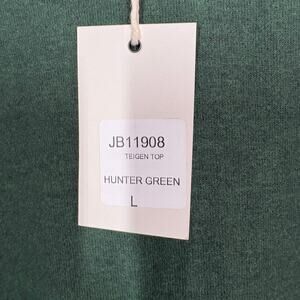 JB11908
TEIGEN TOP
HUNTER GREEN
L